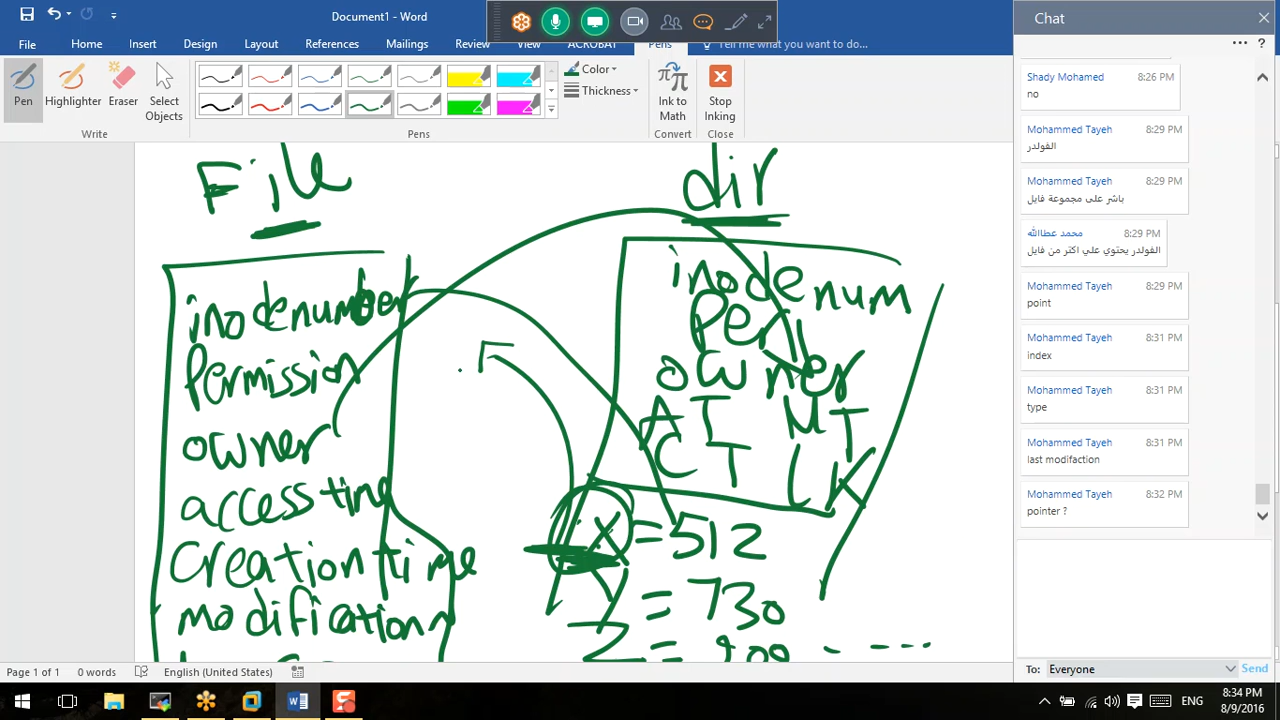 Document1 - Word
Chat
File Home Insert Design Layout References Mailings Review View ACROBAT Pens Tell me what you want to do...
Pen
Highlighter
Eraser
Select
Objects
Color
Thickness
Ink to
Math
Stop
Inking
Write
Pens
Convert
Close
File
inodenumber
Permission
owner
accesstime
Creationtime
modification
dir
inodenum
Per
owner
AT MT
CT LK
X = 512
Y = 730
Z =
Shady Mohamed 8:26 PM
no
Mohammed Tayeh 8:29 PM
الفولدر
Mohammed Tayeh 8:29 PM
باشر على مجموعة فايل
محمد عطاالله 8:29 PM
الفولدر يحتوي علي اكثر من فايل
Mohammed Tayeh 8:29 PM
point
Mohammed Tayeh 8:31 PM
index
Mohammed Tayeh 8:31 PM
type
Mohammed Tayeh 8:31 PM
last modifaction
Mohammed Tayeh 8:32 PM
pointer ?
To: Everyone Send
Page 1 of 1 0 words English (United States)
ENG
8:34 PM
8/9/2016